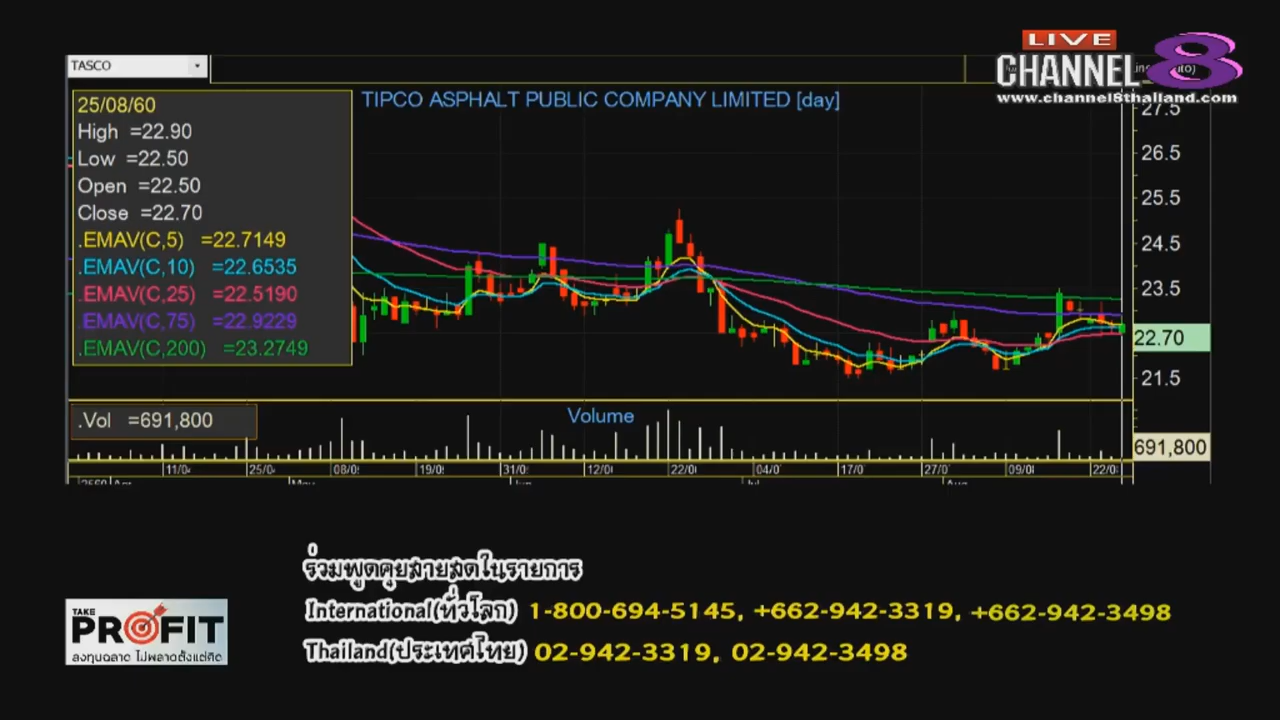 LIVE
CHANNEL 8
www.channel8thailand.com
TASCO
TIPCO ASPHALT PUBLIC COMPANY LIMITED [day]
25/08/60
High =22.90
Low =22.50
Open =22.50
Close =22.70
.EMAV(C,5) =22.7149
.EMAV(C,10) =22.6535
.EMAV(C,25) =22.5190
.EMAV(C,75) =22.9229
.EMAV(C,200) =23.2749
27.5
26.5
25.5
24.5
23.5
22.70
21.5
.Vol =691,800
Volume
691,800
11/0 25/0 08/0 19/0 31/0 12/0 22/0 04/0 17/0 27/0 09/0 22/0
ร่วมพูดคุยสายสดในรายการ
International(ทั่วโลก) 1-800-694-5145, +662-942-3319, +662-942-3498
Thailand(ประเทศไทย) 02-942-3319, 02-942-3498
TAKE
PROFIT
ลงทุนฉลาด ไม่พลาดตั้งแต่คิด